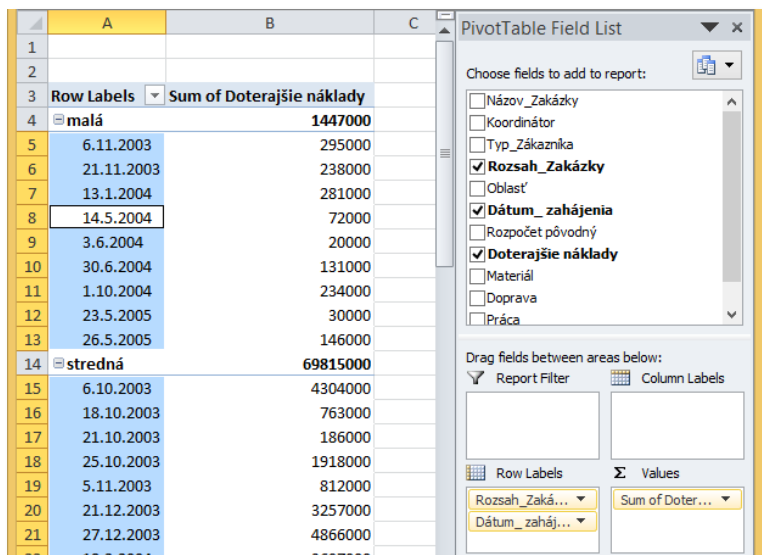 A B C
1
2
3 Row Labels Sum of Doterajšie náklady
4 malá 1447000
5 6.11.2003 295000
6 21.11.2003 238000
7 13.1.2004 281000
8 14.5.2004 72000
9 3.6.2004 20000
10 30.6.2004 131000
11 1.10.2004 234000
12 23.5.2005 30000
13 26.5.2005 146000
14 stredná 69815000
15 6.10.2003 4304000
16 18.10.2003 763000
17 21.10.2003 186000
18 25.10.2003 1918000
19 5.11.2003 812000
20 21.12.2003 3257000
21 27.12.2003 4866000
PivotTable Field List
Choose fields to add to report:
Názov_Zakázky
Koordinátor
Typ_Zákazníka
Rozsah_Zakázky
Oblasť
Dátum_ zahájenia
Rozpočet pôvodný
Doterajšie náklady
Materiál
Doprava
Práca
Drag fields between areas below:
Report Filter Column Labels
Row Labels Σ Values
Rozsah_Zaká... Sum of Doter...
Dátum_ zaháj...